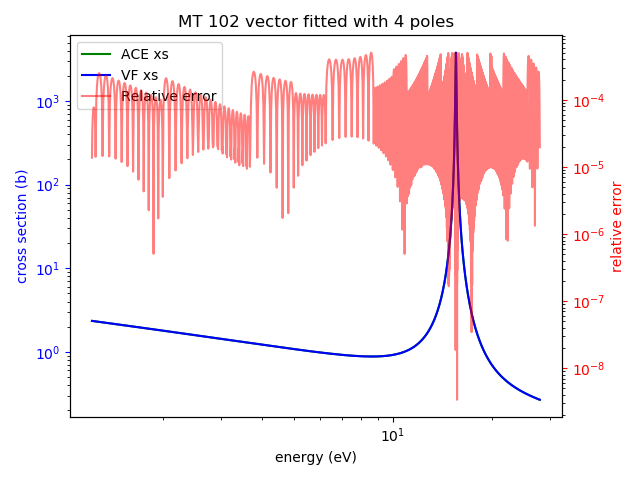 MT 102 vector fitted with 4 poles
ACE xs
VF xs
Relative error
cross section (b)
10³
10²
10¹
10⁰
10⁻⁴
10⁻⁵
10⁻⁶
10⁻⁷
10⁻⁸
relative error
10¹
energy (eV)